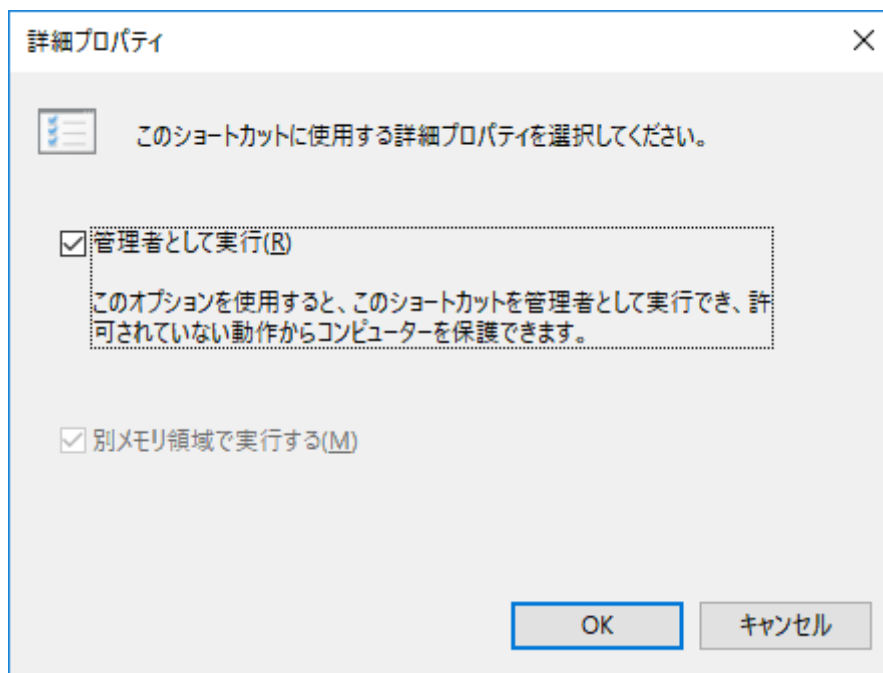 詳細プロパティ
このショートカットに使用する詳細プロパティを選択してください。
管理者として実行(R)
このオプションを使用すると、このショートカットを管理者として実行でき、許
可されていない動作からコンピューターを保護できます。
別メモリ領域で実行する(M)
OK
キャンセル